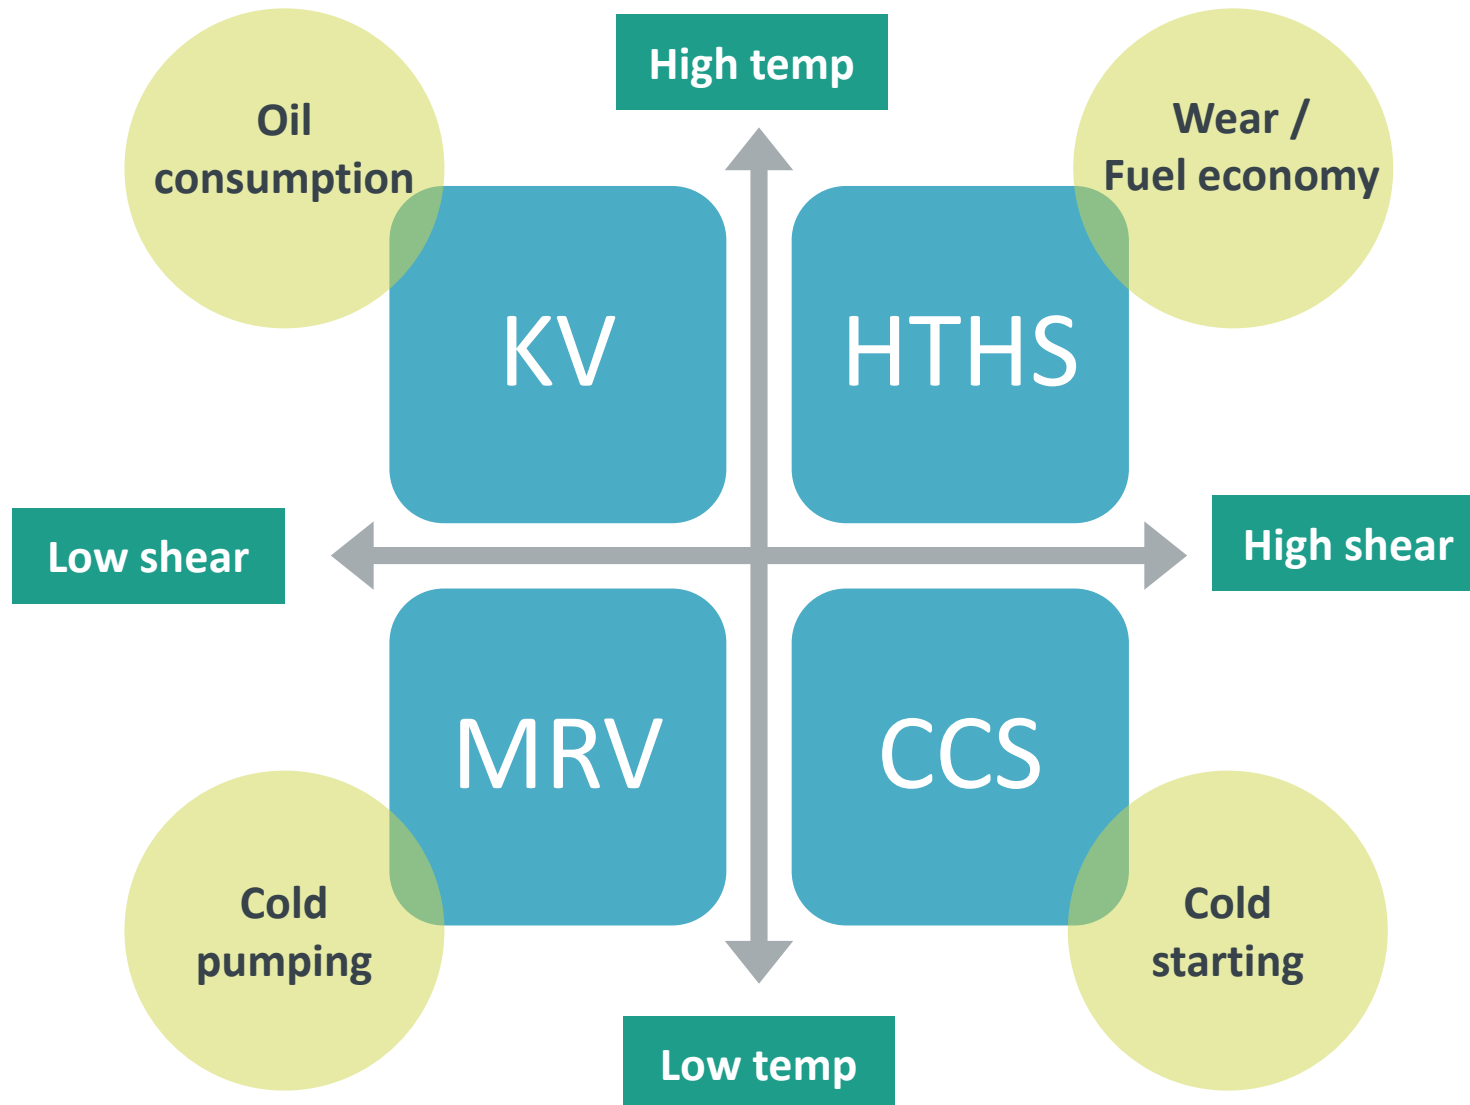 High temp
Oil
consumption
Wear /
Fuel economy
KV
HTHS
Low shear
High shear
MRV
CCS
Cold
pumping
Cold
starting
Low temp